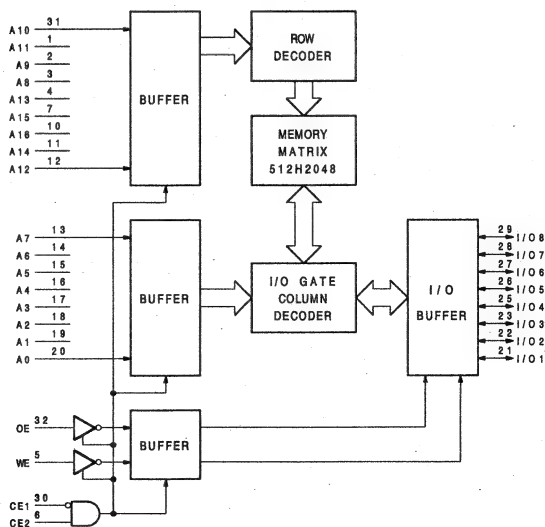 A10 31
A11 1
A9 2
A8 3
A13 4
A15 7
A16 10
A14 11
A12 12
BUFFER
ROW
DECODER
MEMORY
MATRIX
512H2048
A7 13
A6 14
A5 15
A4 16
A3 17
A2 18
A1 19
A0 20
BUFFER
I/O GATE
COLUMN
DECODER
I/O
BUFFER
29 I/O8
28 I/O7
27 I/O6
26 I/O5
25 I/O4
23 I/O3
22 I/O2
21 I/O1
OE 32
WE 5
BUFFER
CE1 30
CE2 6